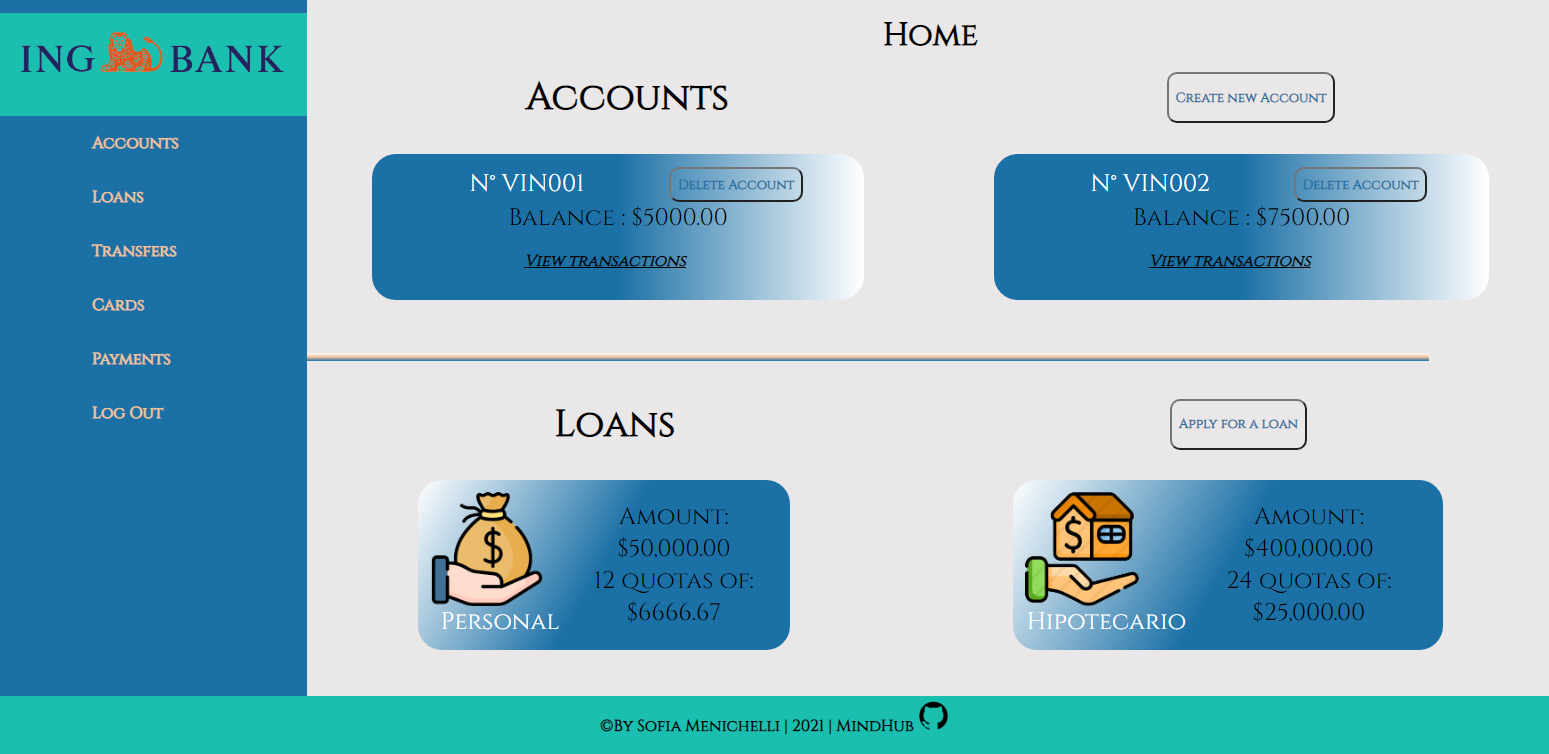 ING BANK
Accounts
Loans
Transfers
Cards
Payments
Log Out
Home
Accounts
Create new Account
N° VIN001
Delete Account
Balance : $5000.00
View transactions
N° VIN002
Delete Account
Balance : $7500.00
View transactions
Loans
Apply for a loan
$
Personal
Amount:
$50,000.00
12 quotas of:
$6666.67
$
Hipotecario
Amount:
$400,000.00
24 quotas of:
$25,000.00
©By Sofia Menichelli | 2021 | MindHub